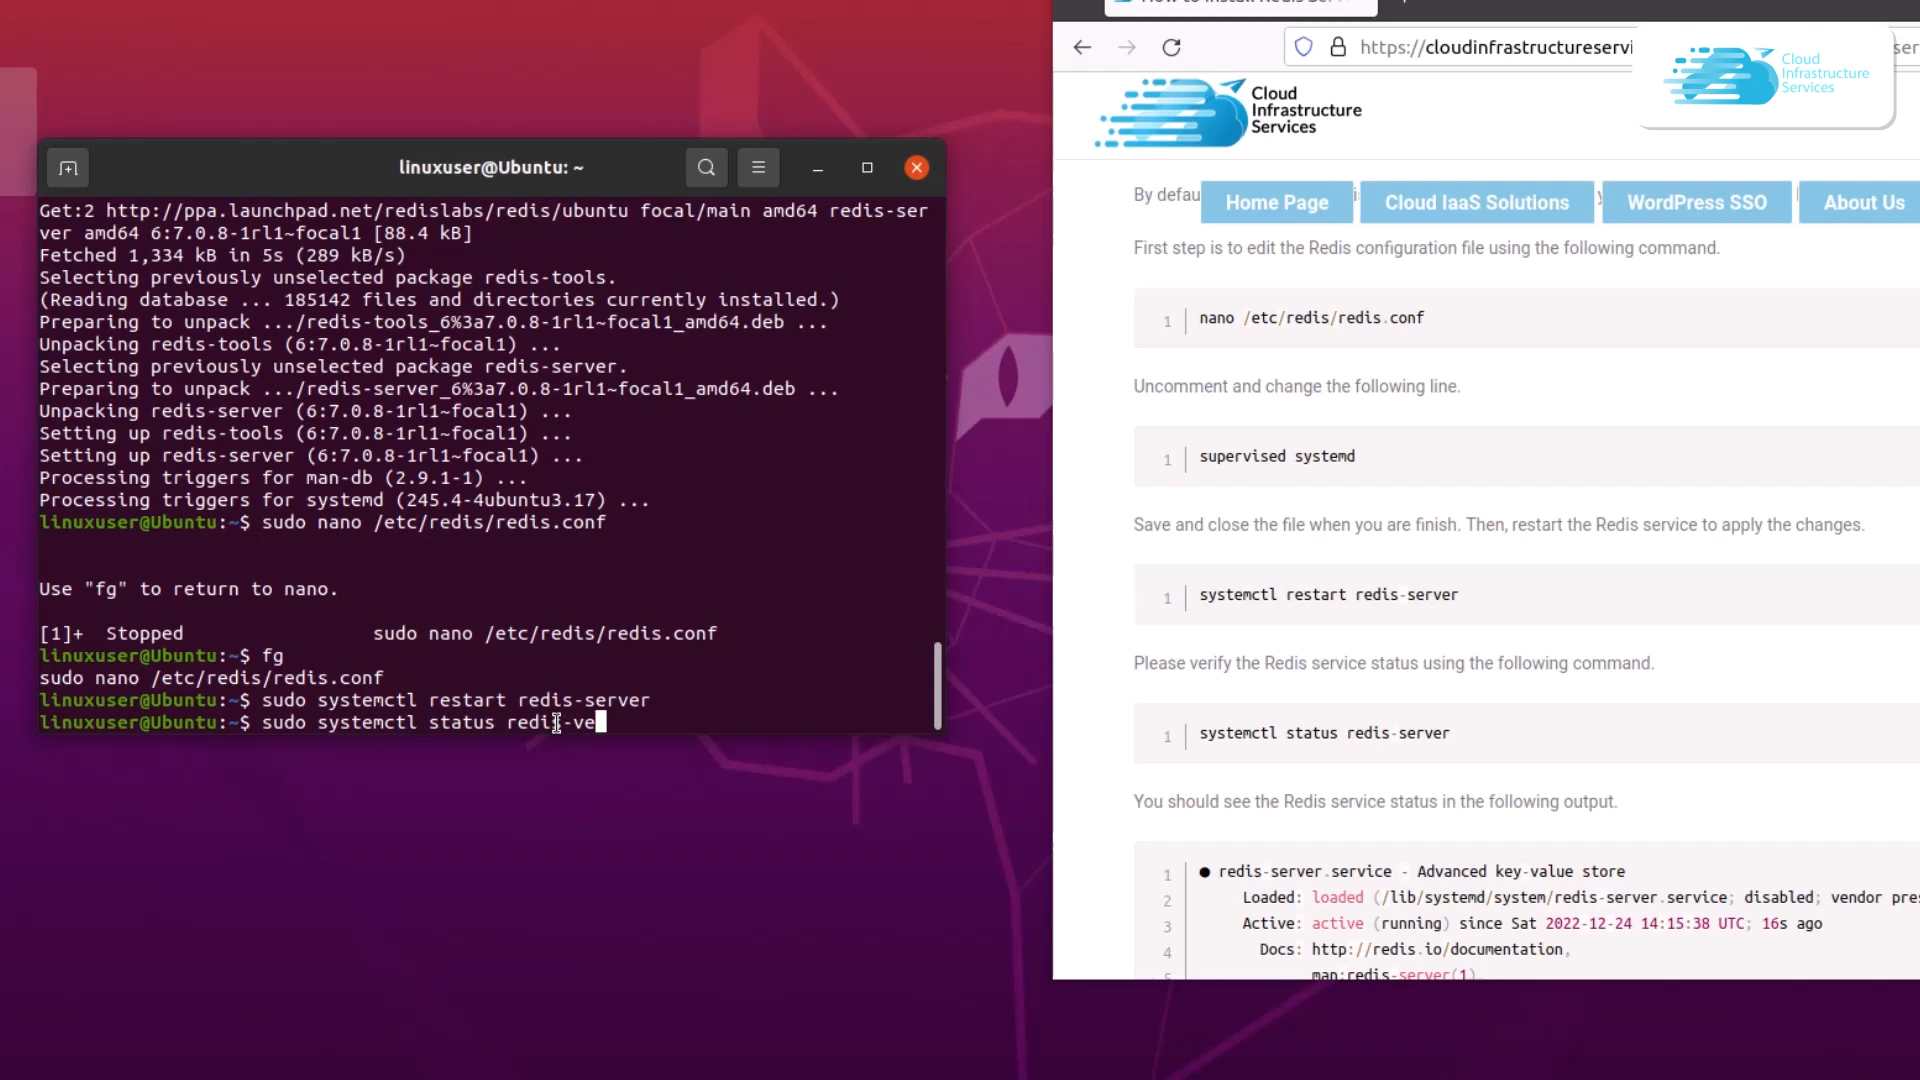 linuxuser@Ubuntu: ~
Get:2 http://ppa.launchpad.net/redislabs/redis/ubuntu focal/main amd64 redis-ser
ver amd64 6:7.0.8-1rl1~focal1 [88.4 kB]
Fetched 1,334 kB in 5s (289 kB/s)
Selecting previously unselected package redis-tools.
(Reading database ... 185142 files and directories currently installed.)
Preparing to unpack .../redis-tools_6%3a7.0.8-1rl1~focal1_amd64.deb ...
Unpacking redis-tools (6:7.0.8-1rl1~focal1) ...
Selecting previously unselected package redis-server.
Preparing to unpack .../redis-server_6%3a7.0.8-1rl1~focal1_amd64.deb ...
Unpacking redis-server (6:7.0.8-1rl1~focal1) ...
Setting up redis-tools (6:7.0.8-1rl1~focal1) ...
Setting up redis-server (6:7.0.8-1rl1~focal1) ...
Processing triggers for man-db (2.9.1-1) ...
Processing triggers for systemd (245.4-4ubuntu3.17) ...
linuxuser@Ubuntu:~$ sudo nano /etc/redis/redis.conf
Use "fg" to return to nano.
[1]+  Stopped                 sudo nano /etc/redis/redis.conf
linuxuser@Ubuntu:~$ fg
sudo nano /etc/redis/redis.conf
linuxuser@Ubuntu:~$ sudo systemctl restart redis-server
linuxuser@Ubuntu:~$ sudo systemctl status redis-ve
How to Install Redis Ser
https://cloudinfrastructureservi
Cloud
Infrastructure
Services
Cloud
Infrastructure
Services
By defau
Home Page
Cloud IaaS Solutions
WordPress SSO
About Us
First step is to edit the Redis configuration file using the following command.
1 nano /etc/redis/redis.conf
Uncomment and change the following line.
1 supervised systemd
Save and close the file when you are finish. Then, restart the Redis service to apply the changes.
1 systemctl restart redis-server
Please verify the Redis service status using the following command.
1 systemctl status redis-server
You should see the Redis service status in the following output.
1 ● redis-server.service - Advanced key-value store
2 Loaded: loaded (/lib/systemd/system/redis-server.service; disabled; vendor pres
3 Active: active (running) since Sat 2022-12-24 14:15:38 UTC; 16s ago
4 Docs: http://redis.io/documentation,
5 man:redis-server(1)